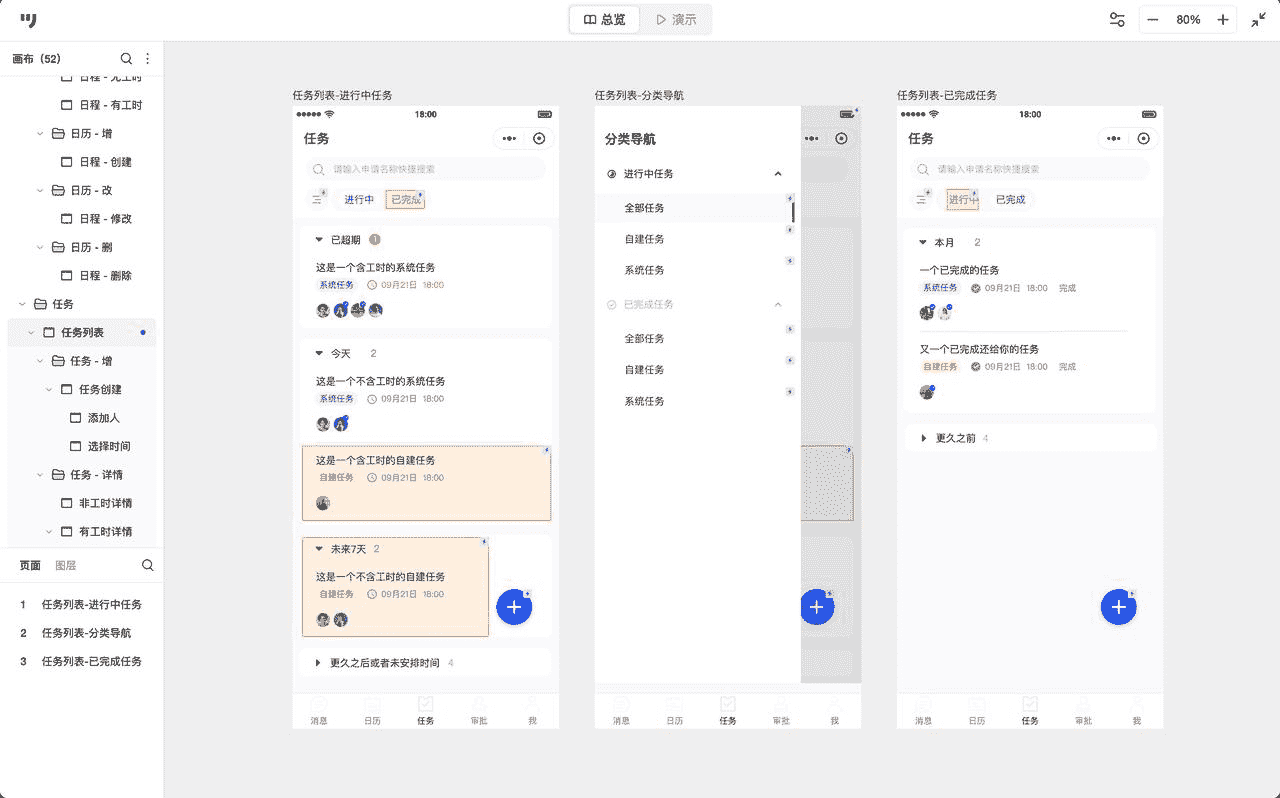 总览
演示
80%
画布（52）
日程 - 无工时
日程 - 有工时
日历 - 增
日程 - 创建
日历 - 改
日程 - 修改
日历 - 删
日程 - 删除
任务
任务列表
任务 - 增
任务创建
添加人
选择时间
任务 - 详情
非工时详情
有工时详情
页面 图层
1 任务列表-进行中任务
2 任务列表-分类导航
3 任务列表-已完成任务
任务列表-进行中任务
18:00
任务
请输入申请名称快捷搜索
进行中 已完成
已超期 1
这是一个含工时的系统任务
系统任务 09月21日 18:00
今天 2
这是一个不含工时的系统任务
系统任务 09月21日 18:00
这是一个含工时的自建任务
自建任务 09月21日 18:00
未来7天 2
这是一个不含工时的自建任务
自建任务 09月21日 18:00
更久之后或者未安排时间 4
消息 日历 任务 审批 我
任务列表-分类导航
分类导航
进行中任务
全部任务
自建任务
系统任务
已完成任务
全部任务
自建任务
系统任务
消息 日历 任务 审批 我
任务列表-已完成任务
18:00
任务
请输入申请名称快捷搜索
进行中 已完成
本月 2
一个已完成的任务
系统任务 09月21日 18:00 完成
又一个已完成还给你的任务
自建任务 09月21日 18:00 完成
更久之前 4
消息 日历 任务 审批 我